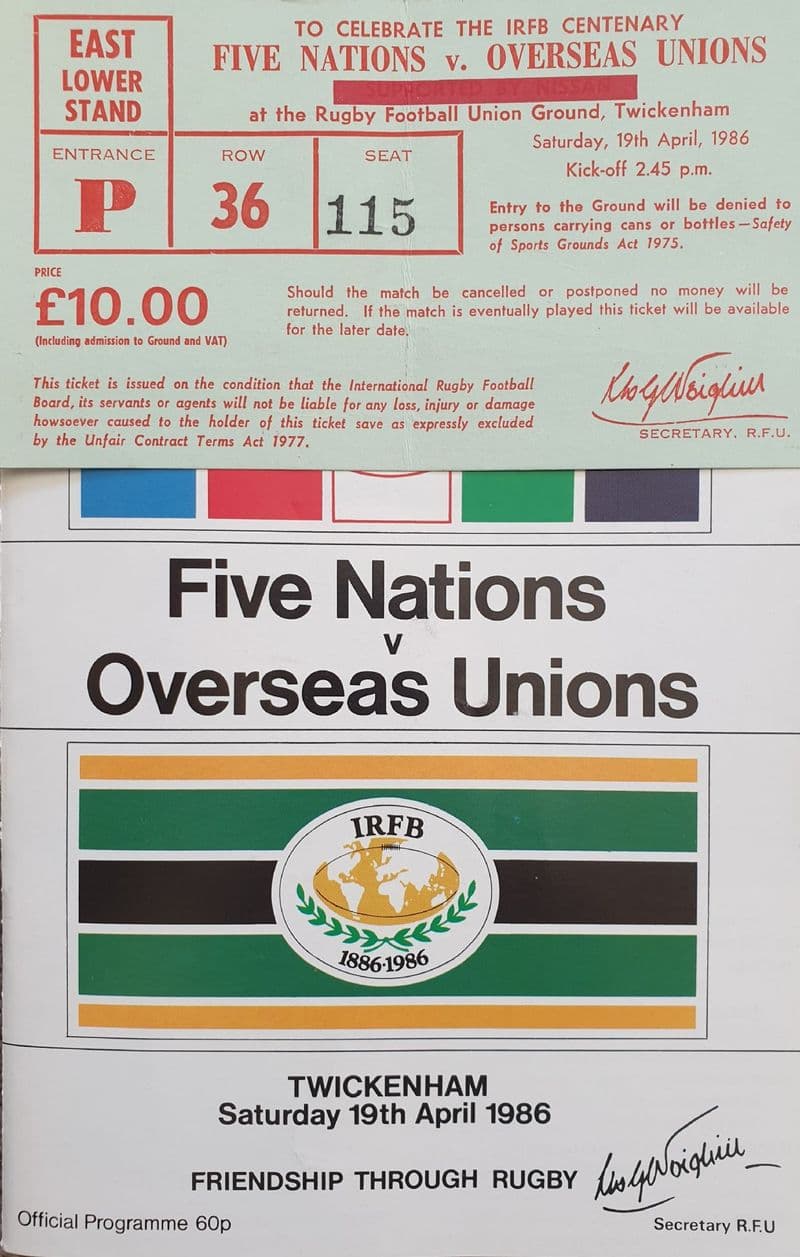 TO CELEBRATE THE IRFB CENTENARY
FIVE NATIONS v. OVERSEAS UNIONS
SUPPORTED BY NISSAN
at the Rugby Football Union Ground, Twickenham
Saturday, 19th April, 1986
Kick-off 2.45 p.m.
EAST
LOWER
STAND
ENTRANCE
P
ROW
36
SEAT
115
Entry to the Ground will be denied to
persons carrying cans or bottles—Safety
of Sports Grounds Act 1975.
PRICE
£10.00
(Including admission to Ground and VAT)
Should the match be cancelled or postponed no money will be
returned. If the match is eventually played this ticket will be available
for the later date.
This ticket is issued on the condition that the International Rugby Football
Board, its servants or agents will not be liable for any loss, injury or damage
howsoever caused to the holder of this ticket save as expressly excluded
by the Unfair Contract Terms Act 1977.
SECRETARY. R.F.U.
Five Nations
v
Overseas Unions
IRFB
1886·1986
TWICKENHAM
Saturday 19th April 1986
FRIENDSHIP THROUGH RUGBY
Official Programme 60p
Secretary R.F.U